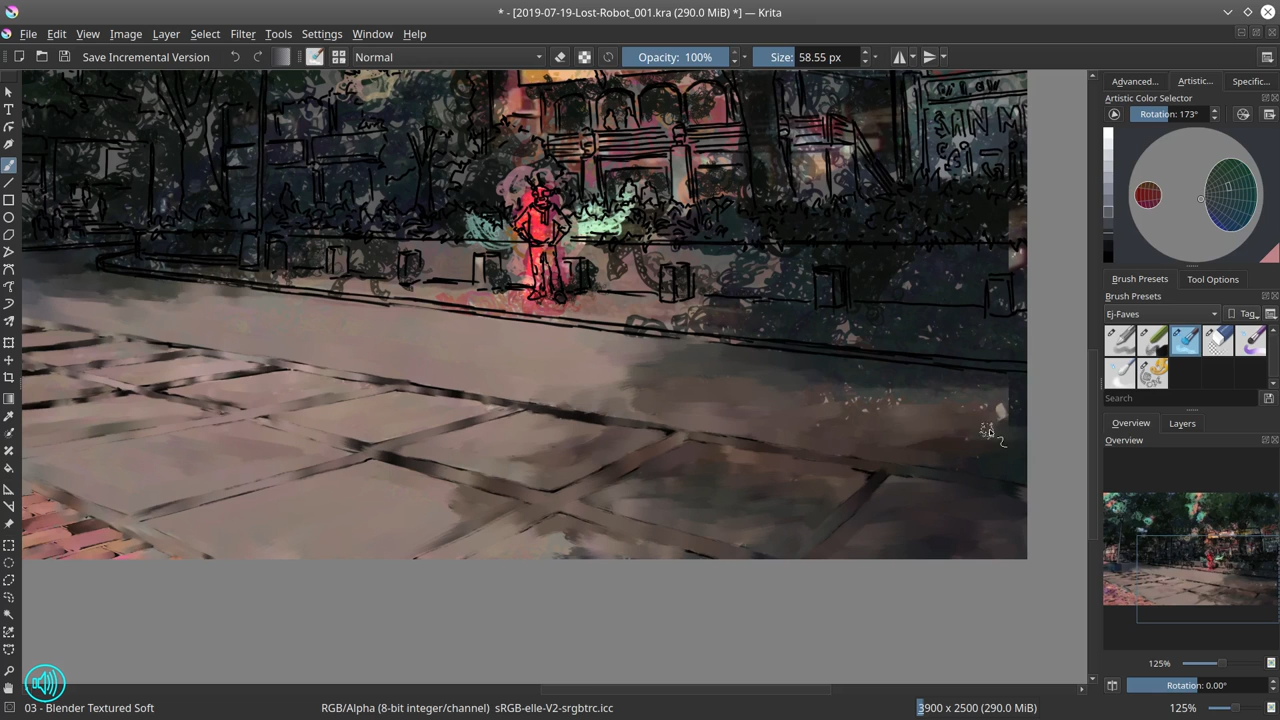 * - [2019-07-19-Lost-Robot_001.kra (290.0 MiB) *] — Krita
File Edit View Image Layer Select Filter Tools Settings Window Help
Save Incremental Version Normal Opacity: 100% Size: 58.55 px
Advanced... Artistic... Specific...
Artistic Color Selector
Rotation: 173°
SAN M
Brush Presets Tool Options
Brush Presets
Ej-Faves Tag
Search
Overview Layers
Overview
125%
Rotation: 0.00°
03 - Blender Textured Soft RGB/Alpha (8-bit integer/channel) sRGB-elle-V2-srgbtrc.icc 3900 x 2500 (290.0 MiB) 125%